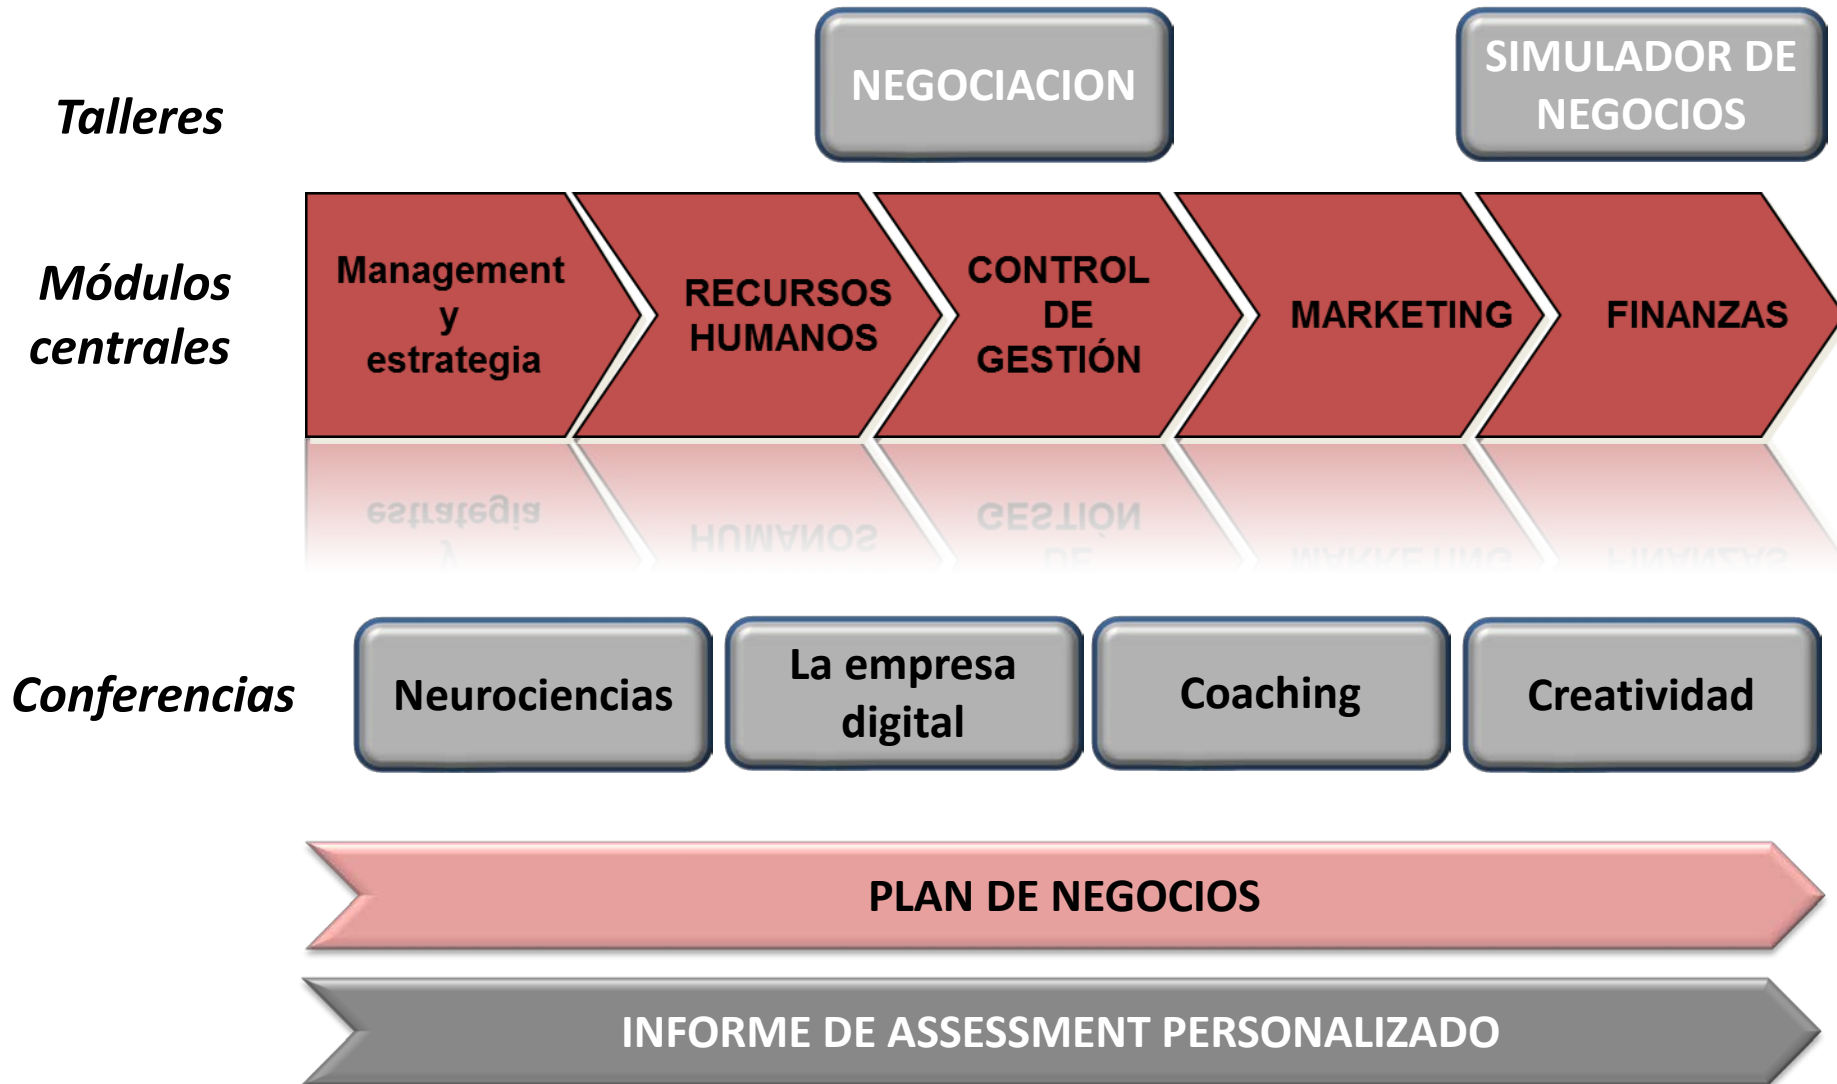 Talleres
NEGOCIACION
SIMULADOR DE
NEGOCIOS
Módulos
centrales
Management
y
estrategia
RECURSOS
HUMANOS
CONTROL
DE
GESTIÓN
MARKETING
FINANZAS
Conferencias
Neurociencias
La empresa
digital
Coaching
Creatividad
PLAN DE NEGOCIOS
INFORME DE ASSESSMENT PERSONALIZADO